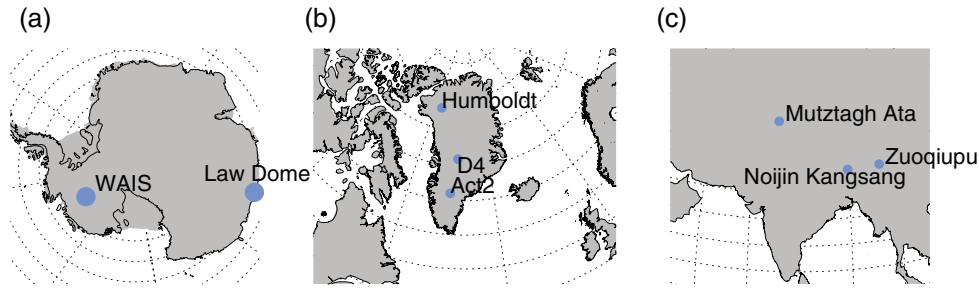 (a)
(b)
(c)
WAIS
Law Dome
Humboldt
D4
Act2
Mutztagh Ata
Zuoqiupu
Noijin Kangsang